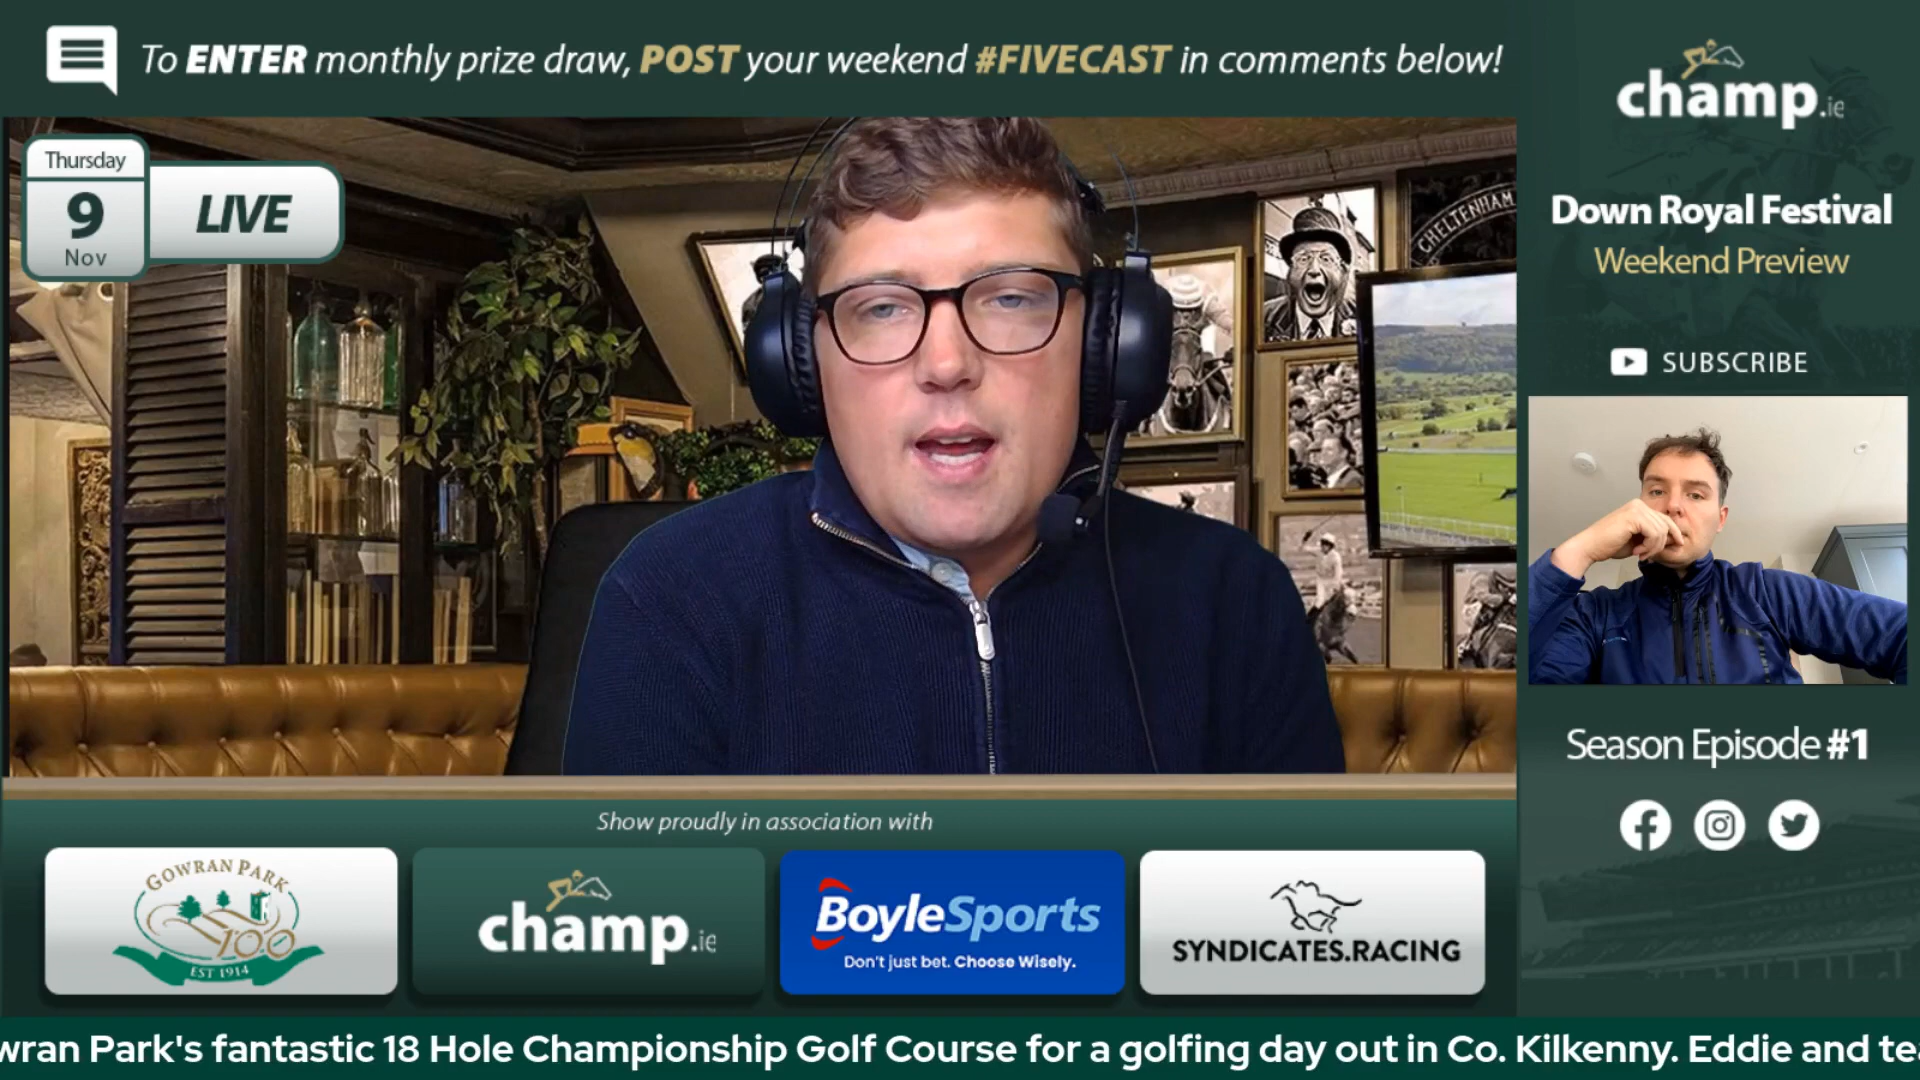 To ENTER monthly prize draw, POST your weekend #FIVECAST in comments below!
Thursday
9
Nov
LIVE
CHELTENHAM
champ.ie
Down Royal Festival
Weekend Preview
SUBSCRIBE
Season Episode #1
Show proudly in association with
GOWRAN PARK
100
EST 1914
champ.ie
BoyleSports
Don't just bet. Choose Wisely.
SYNDICATES.RACING
wran Park's fantastic 18 Hole Championship Golf Course for a golfing day out in Co. Kilkenny. Eddie and tea